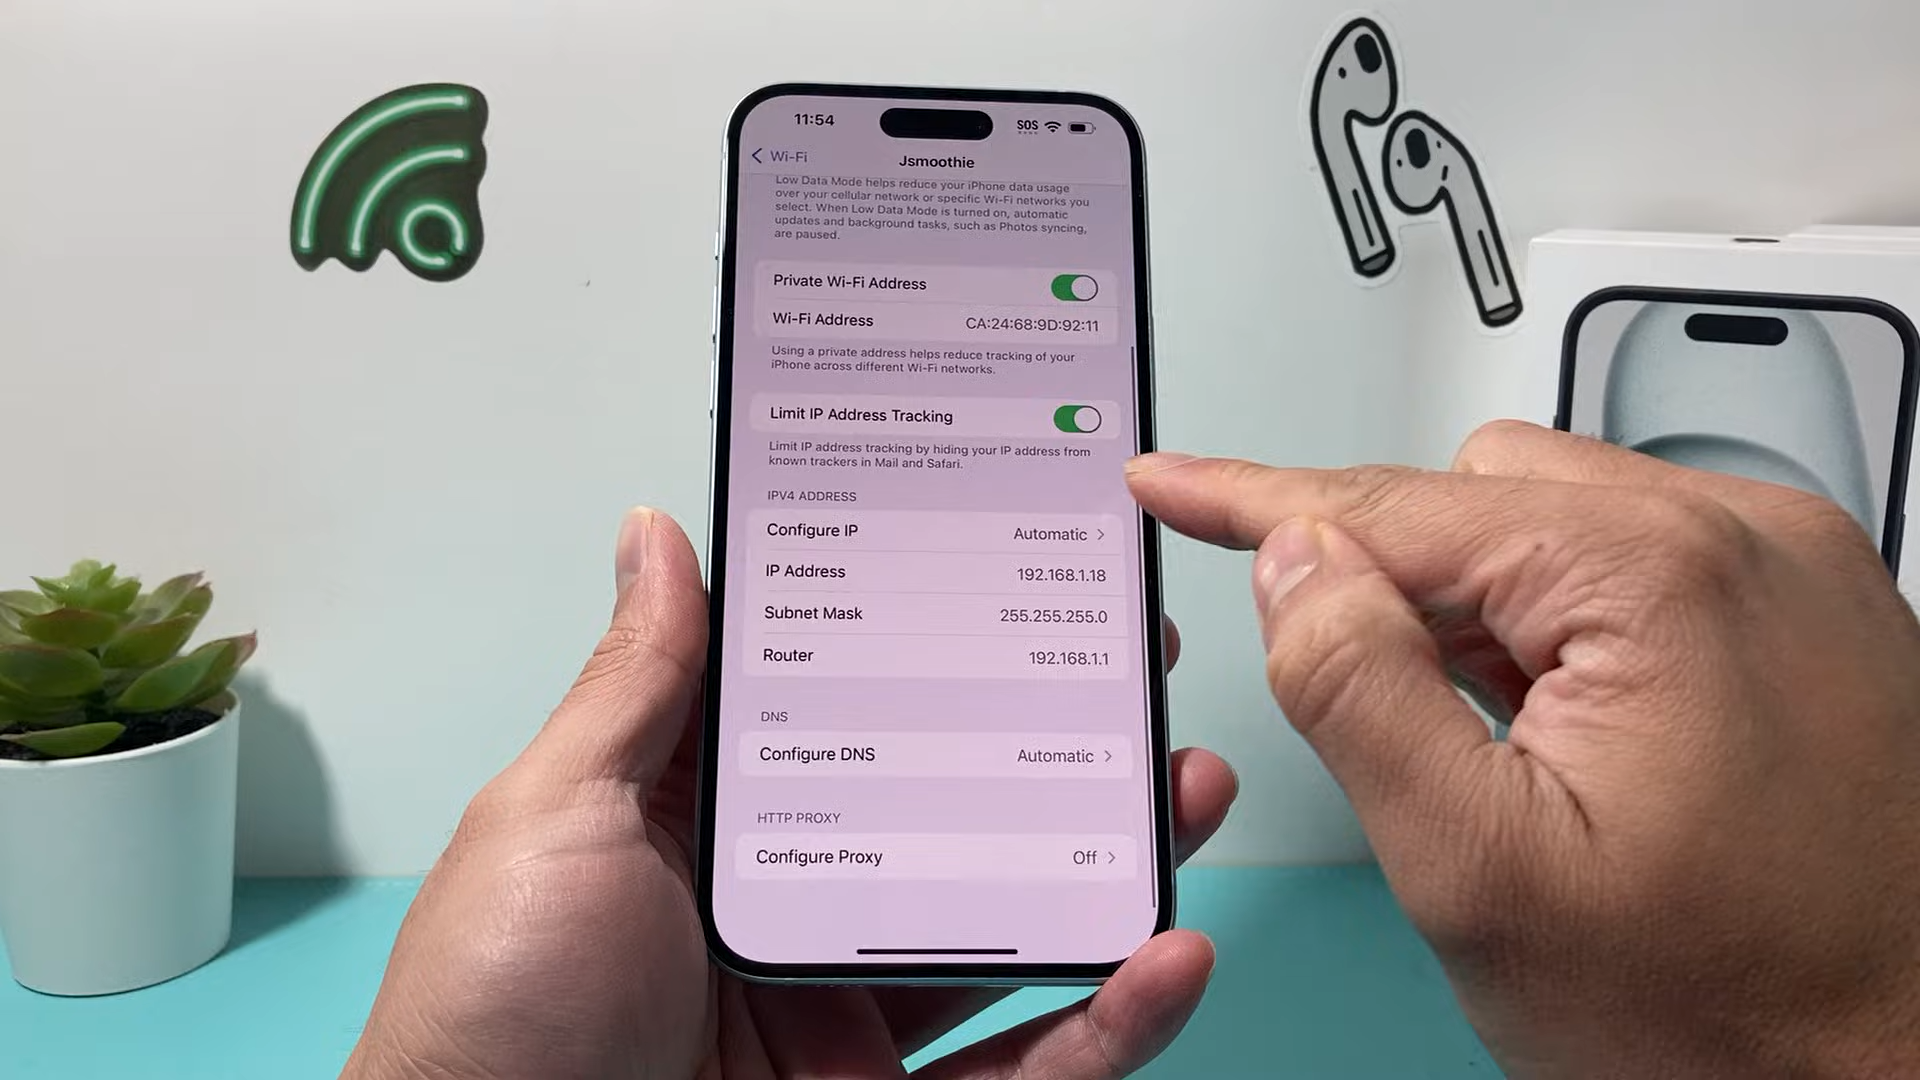 11:54
SOS
Wi-Fi
Jsmoothie
Low Data Mode helps reduce your iPhone data usage
over your cellular network or specific Wi-Fi networks you
select. When Low Data Mode is turned on, automatic
updates and background tasks, such as Photos syncing,
are paused.
Private Wi-Fi Address
Wi-Fi Address CA:24:68:9D:92:11
Using a private address helps reduce tracking of your
iPhone across different Wi-Fi networks.
Limit IP Address Tracking
Limit IP address tracking by hiding your IP address from
known trackers in Mail and Safari.
IPV4 ADDRESS
Configure IP Automatic
IP Address 192.168.1.18
Subnet Mask 255.255.255.0
Router 192.168.1.1
DNS
Configure DNS Automatic
HTTP PROXY
Configure Proxy Off